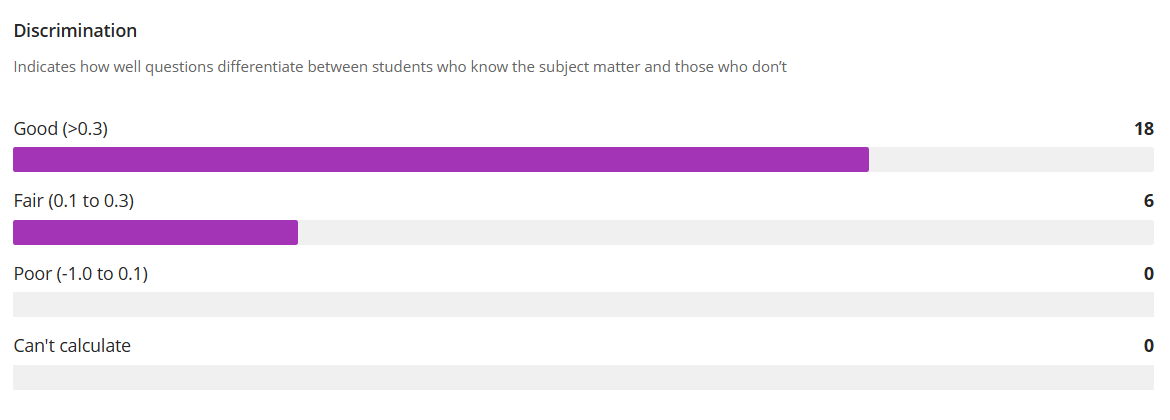 Discrimination
Indicates how well questions differentiate between students who know the subject matter and those who don’t
Good (>0.3)
18
Fair (0.1 to 0.3)
6
Poor (-1.0 to 0.1)
0
Can't calculate
0